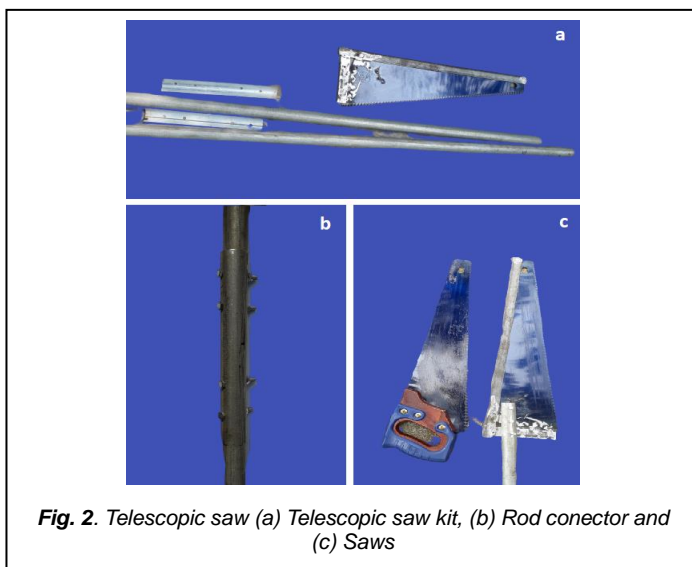 a
b
c
Fig. 2. Telescopic saw (a) Telescopic saw kit, (b) Rod conector and
(c) Saws